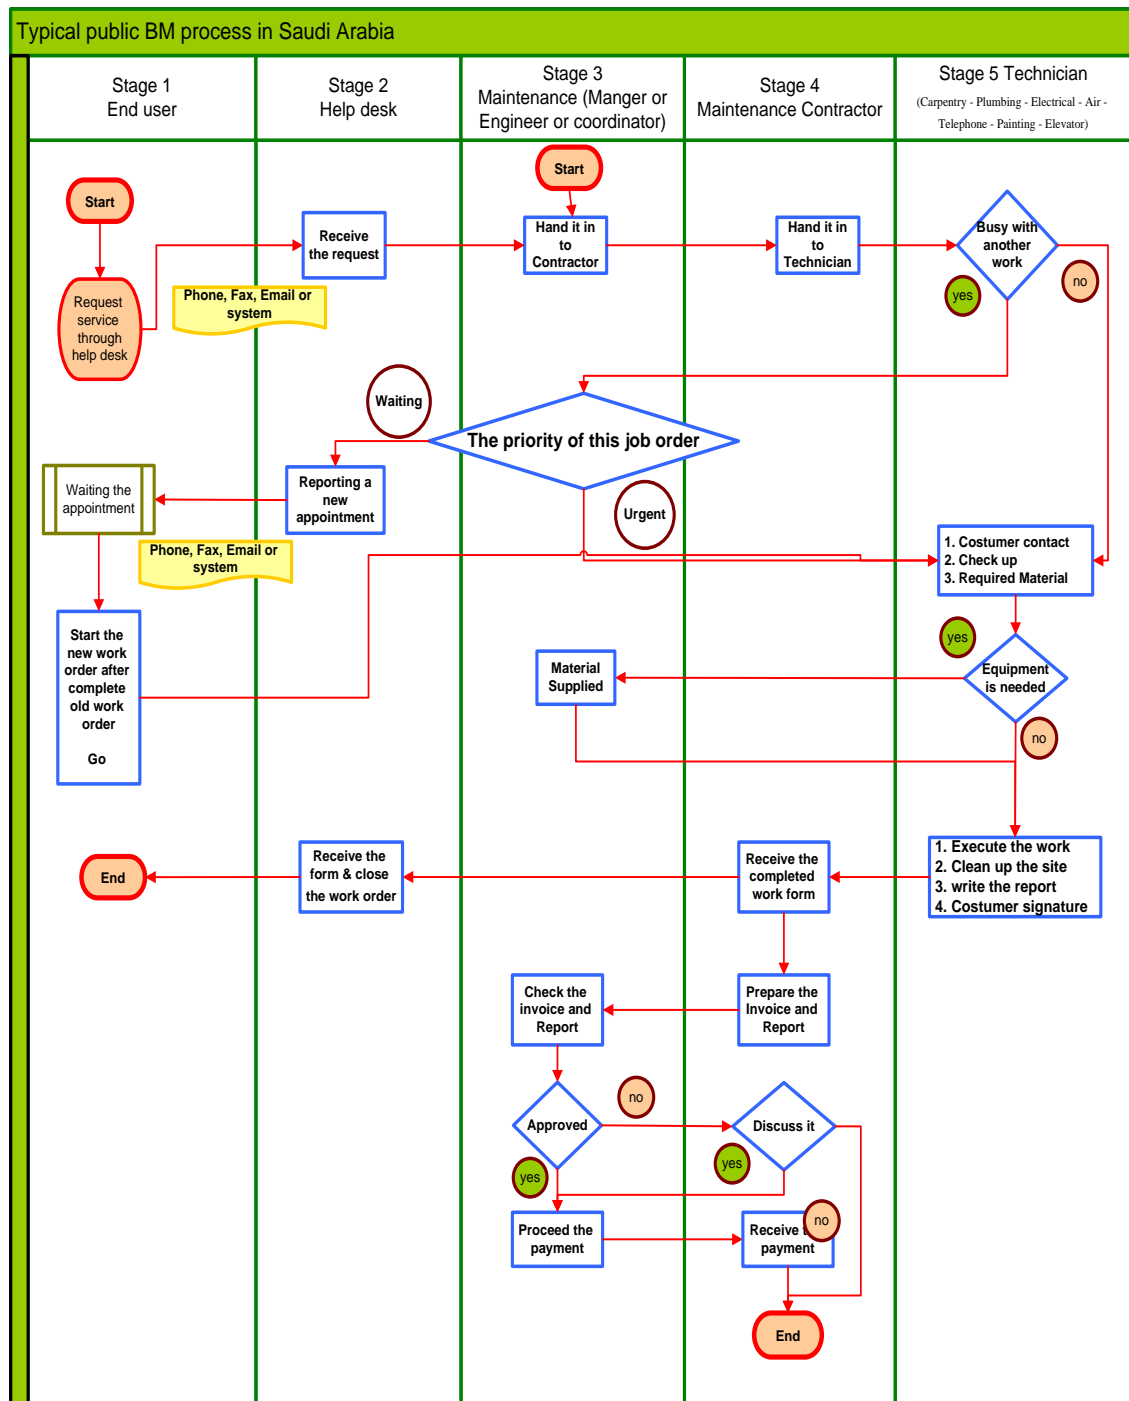 Typical public BM process in Saudi Arabia
Stage 1
End user
Stage 2
Help desk
Stage 3
Maintenance (Manger or
Engineer or coordinator)
Stage 4
Maintenance Contractor
Stage 5 Technician
(Carpentry - Plumbing - Electrical - Air -
Telephone - Painting - Elevator)
Start
Start
Receive
the request
Hand it in
to
Contractor
Hand it in
to
Technician
Busy with
another
work
yes
no
Request
service
through
help desk
Phone, Fax, Email or
system
Waiting
The priority of this job order
Waiting the
appointment
Reporting a
new
appointment
Urgent
Phone, Fax, Email or
system
1. Costumer contact
2. Check up
3. Required Material
Start the
new work
order after
complete
old work
order
Go
yes
Material
Supplied
Equipment
is needed
no
End
Receive the
form & close
the work order
Receive the
completed
work form
1. Execute the work
2. Clean up the site
3. write the report
4. Costumer signature
Check the
invoice and
Report
Prepare the
Invoice and
Report
no
Approved
Discuss it
yes
yes
Proceed the
payment
Receive
payment
no
End